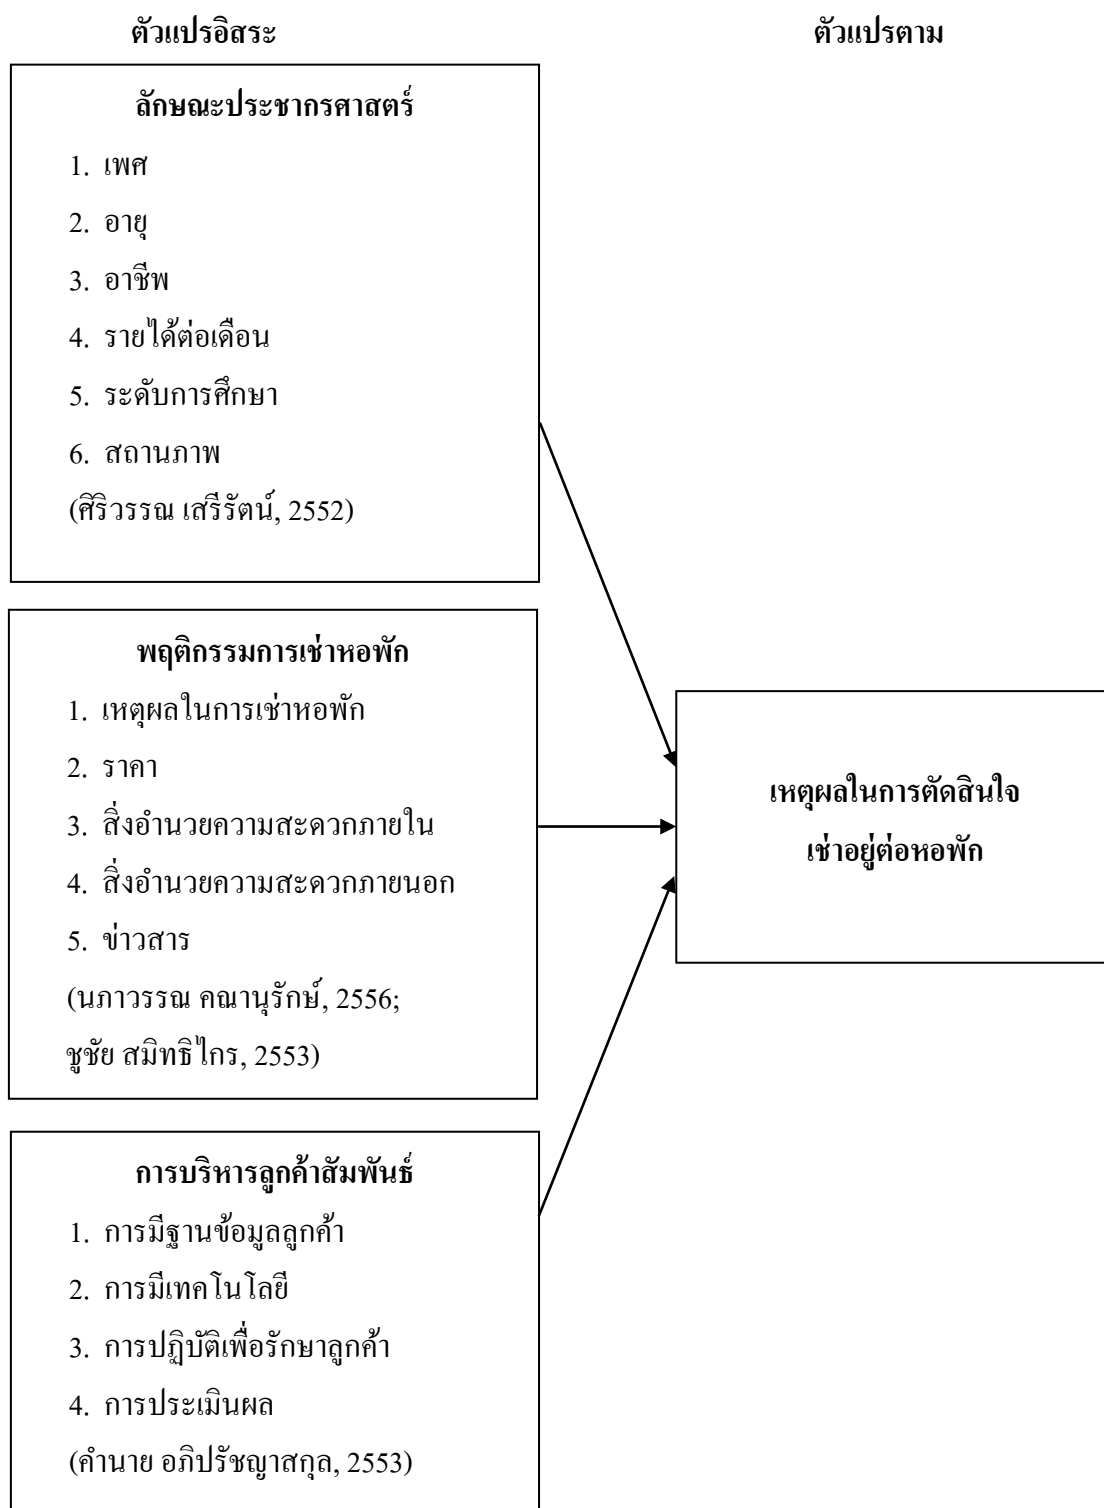 ตัวแปรอิสระ
ตัวแปรตาม
ลักษณะประชากรศาสตร์
1. เพศ
2. อายุ
3. อาชีพ
4. รายได้ต่อเดือน
5. ระดับการศึกษา
6. สถานภาพ
(ศิริวรรณ เสรีรัตน์, 2552)
พฤติกรรมการเช่าหอพัก
1. เหตุผลในการเช่าหอพัก
2. ราคา
3. สิ่งอำนวยความสะดวกภายใน
4. สิ่งอำนวยความสะดวกภายนอก
5. ข่าวสาร
(นภาวรรณ คณานุรักษ์, 2556;
ชูชัย สมิทธิไกร, 2553)
เหตุผลในการตัดสินใจ
เช่าอยู่ต่อหอพัก
การบริหารลูกค้าสัมพันธ์
1. การมีฐานข้อมูลลูกค้า
2. การมีเทคโนโลยี
3. การปฏิบัติเพื่อรักษาลูกค้า
4. การประเมินผล
(คำนาย อภิปรัชญาสกุล, 2553)